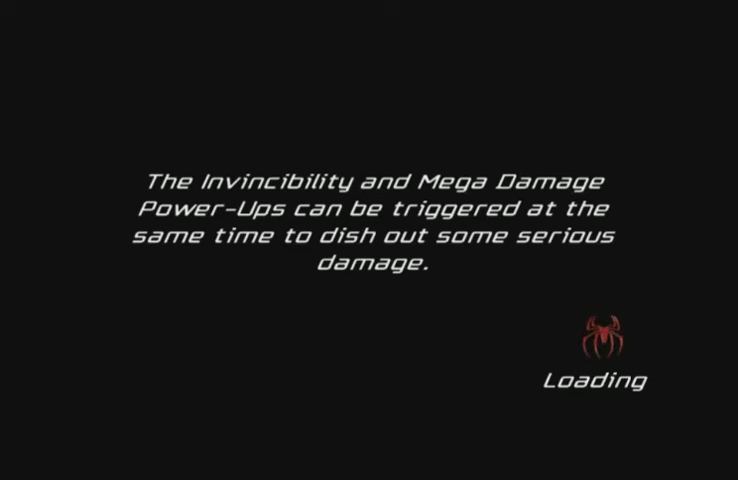 The Invincibility and Mega Damage
Power-Ups can be triggered at the
same time to dish out some serious
damage.
Loading